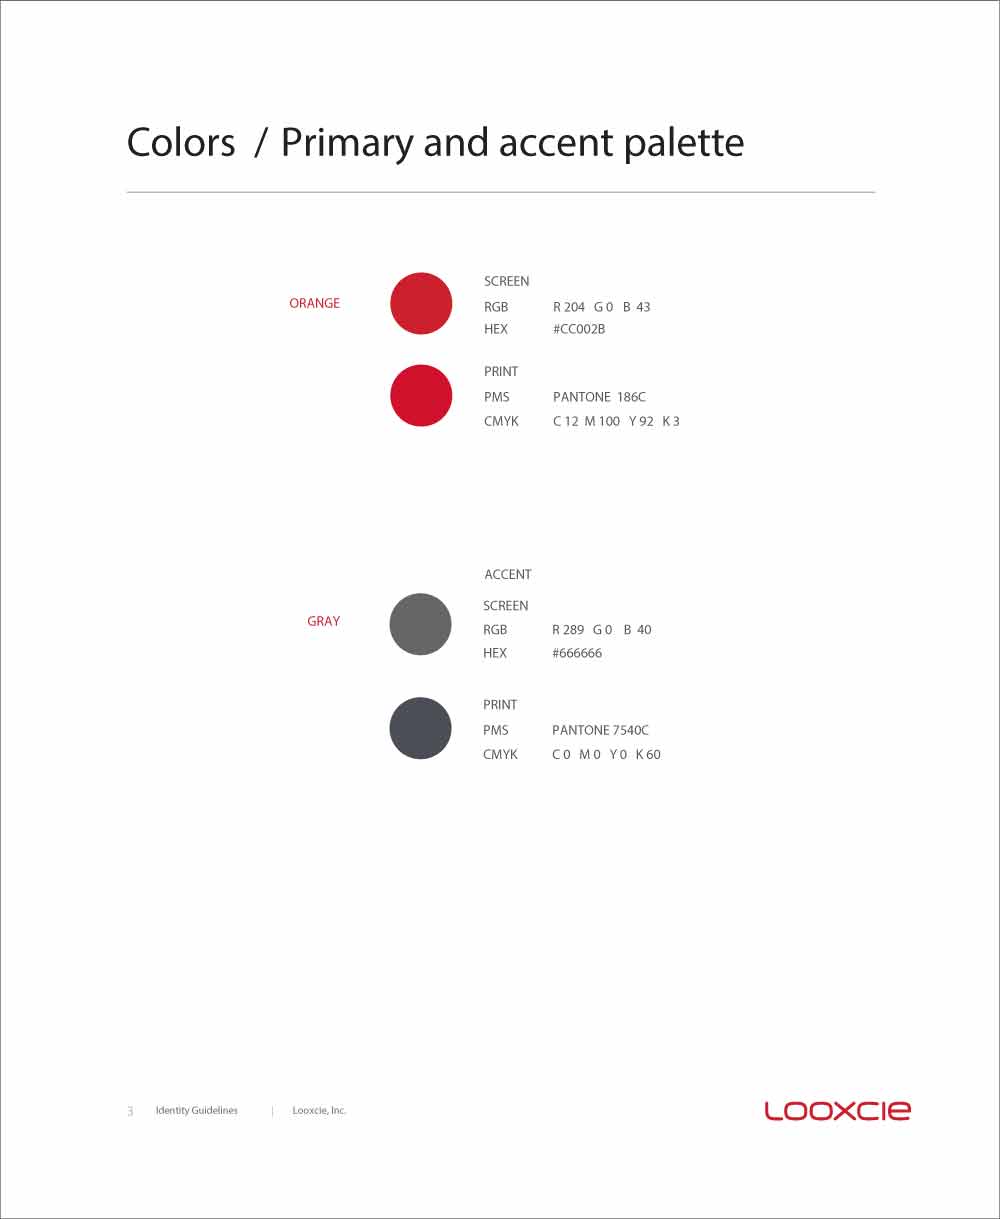 Colors / Primary and accent palette
ORANGE
SCREEN
RGB R 204 G 0 B 43
HEX #CC002B
PRINT
PMS PANTONE 186C
CMYK C 12 M 100 Y 92 K 3
ACCENT
GRAY
SCREEN
RGB R 289 G 0 B 40
HEX #666666
PRINT
PMS PANTONE 7540C
CMYK C 0 M 0 Y 0 K 60
3 Identity Guidelines | Looxcie, Inc.
LOOXCIE